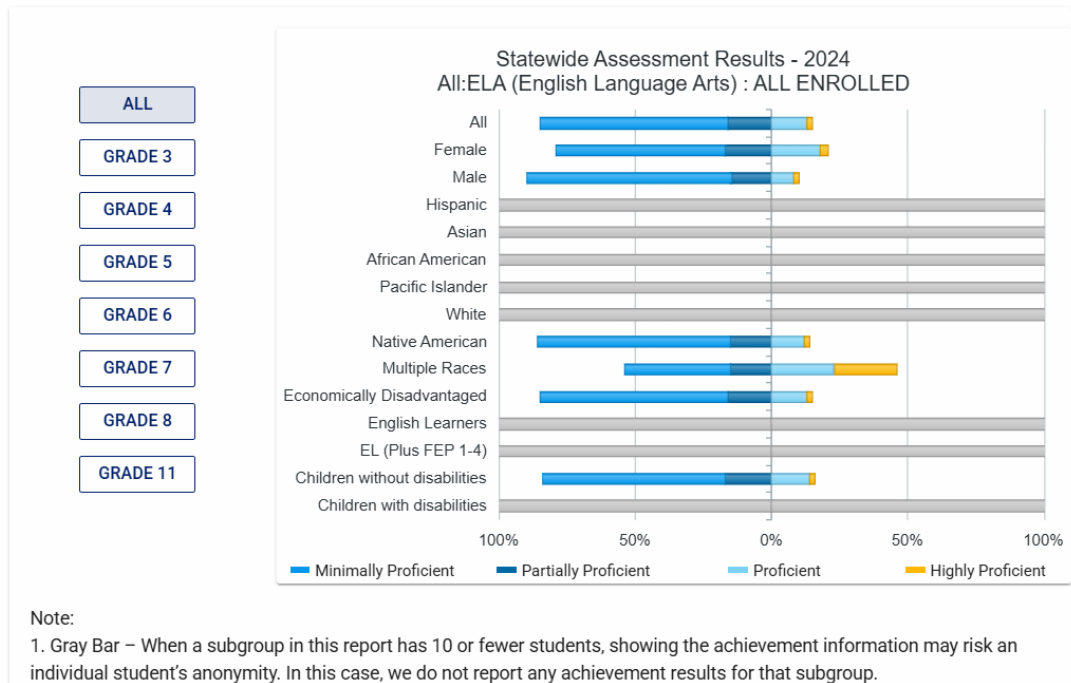 Statewide Assessment Results - 2024
All:ELA (English Language Arts) : ALL ENROLLED
ALL
GRADE 3
GRADE 4
GRADE 5
GRADE 6
GRADE 7
GRADE 8
GRADE 11
All
Female
Male
Hispanic
Asian
African American
Pacific Islander
White
Native American
Multiple Races
Economically Disadvantaged
English Learners
EL (Plus FEP 1-4)
Children without disabilities
Children with disabilities
100% 50% 0% 50% 100%
Minimally Proficient Partially Proficient Proficient Highly Proficient
Note:
1. Gray Bar – When a subgroup in this report has 10 or fewer students, showing the achievement information may risk an
individual student’s anonymity. In this case, we do not report any achievement results for that subgroup.